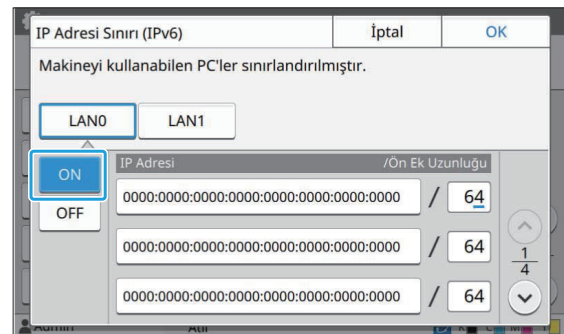 IP Adresi Sınırı (IPv6) İptal OK
Makineyi kullanabilen PC'ler sınırlandırılmıştır.
LAN0 LAN1
ON
OFF
IP Adresi /Ön Ek Uzunluğu
0000:0000:0000:0000:0000:0000:0000:0000 / 64
0000:0000:0000:0000:0000:0000:0000:0000 / 64
0000:0000:0000:0000:0000:0000:0000:0000 / 64
1
4
Admin Atıl